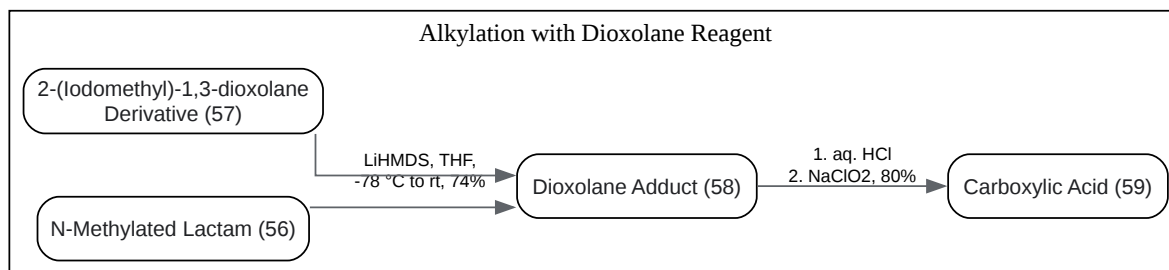 Alkylation with Dioxolane Reagent
2-(Iodomethyl)-1,3-dioxolane
Derivative (57)
LiHMDS, THF,
-78 °C to rt, 74%
N-Methylated Lactam (56)
Dioxolane Adduct (58)
1. aq. HCl
2. NaClO2, 80%
Carboxylic Acid (59)